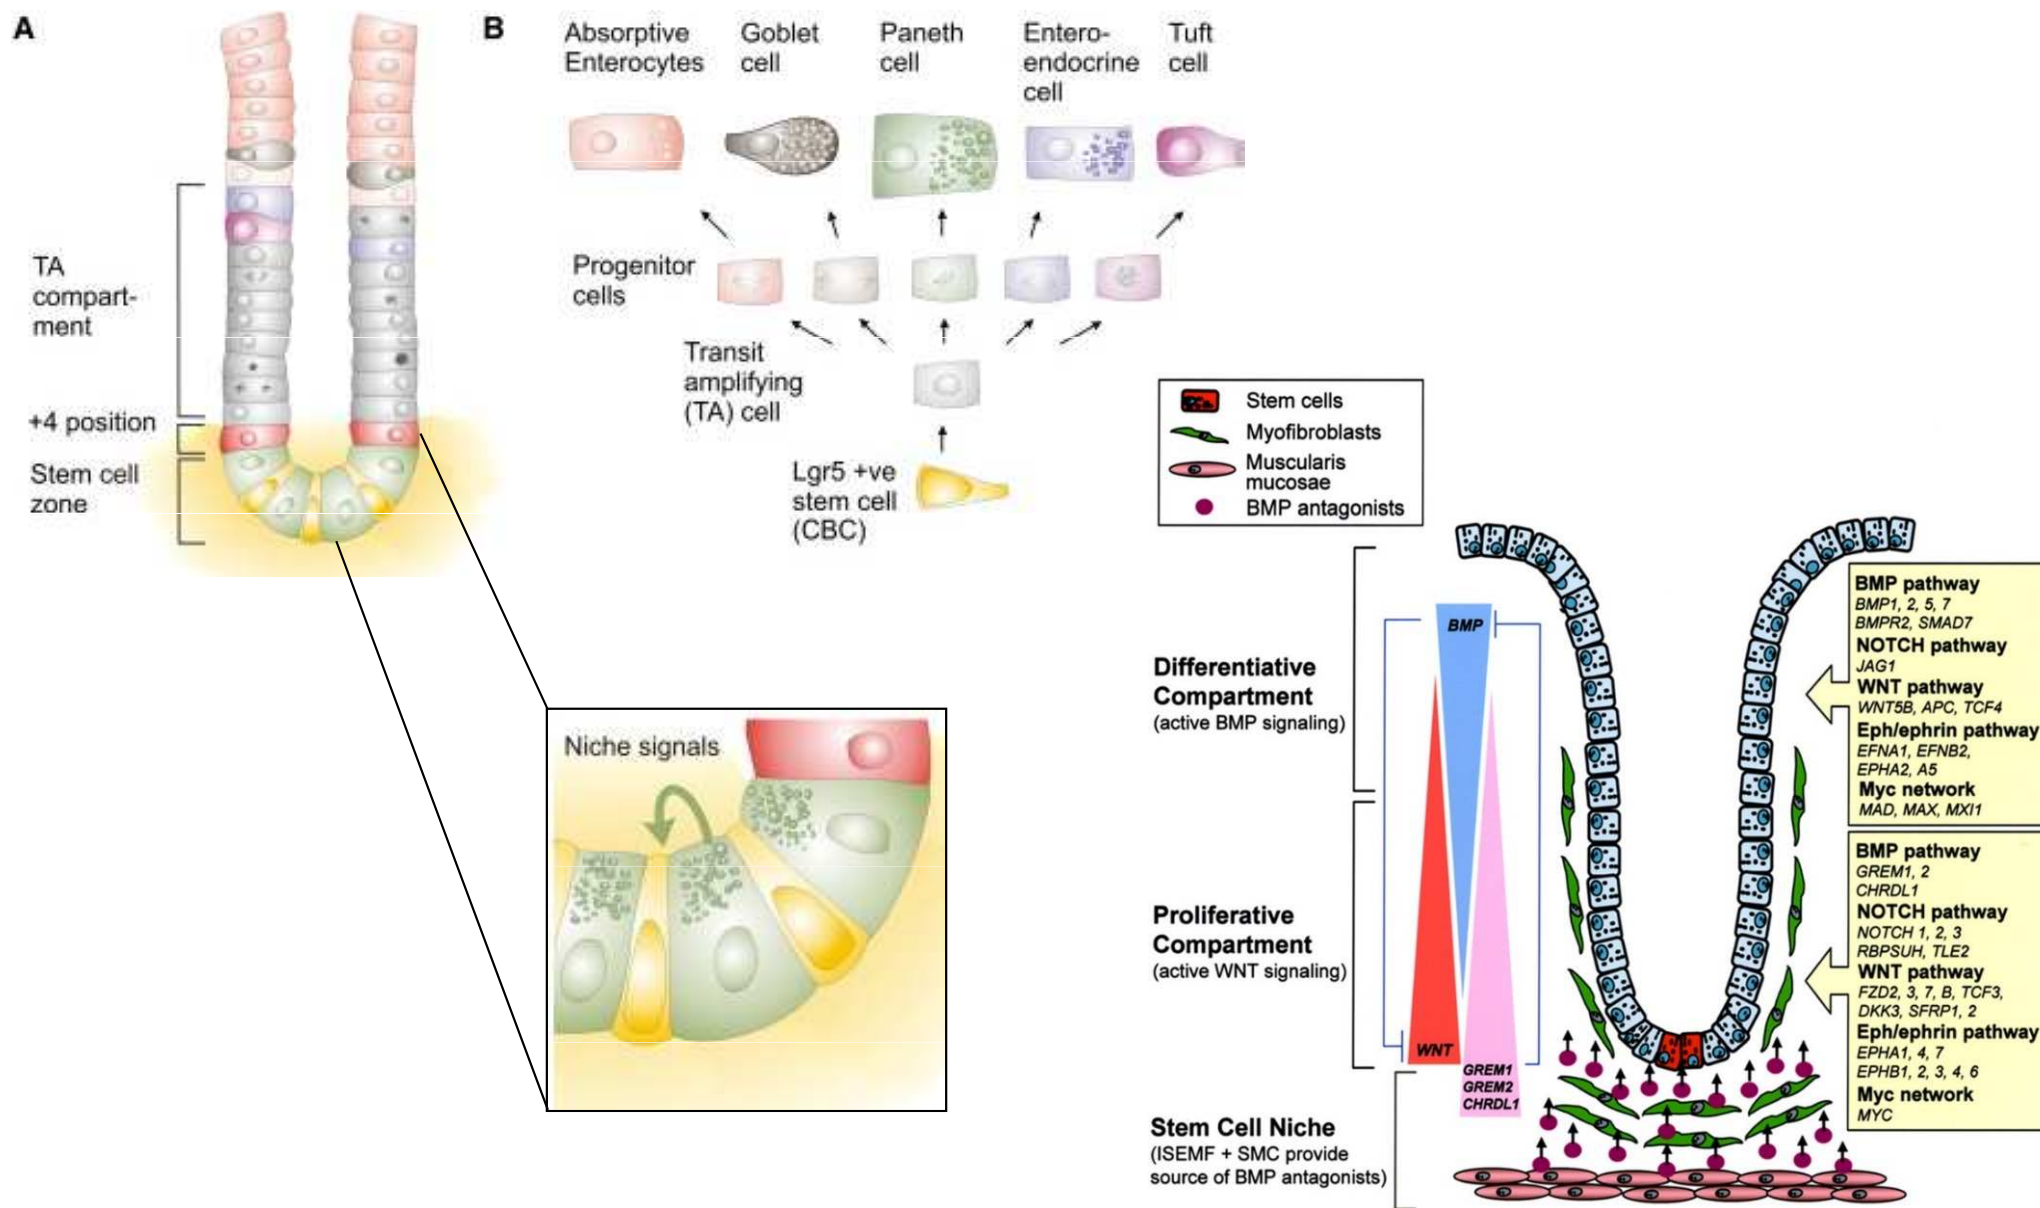 A
TA
compart-
ment
+4 position
Stem cell
zone
B
Absorptive
Enterocytes
Goblet
cell
Paneth
cell
Entero-
endocrine
cell
Tuft
cell
Progenitor
cells
Transit
amplifying
(TA) cell
Lgr5 +ve
stem cell
(CBC)
Niche signals
Stem cells
Myofibroblasts
Muscularis
mucosae
BMP antagonists
Differentiative
Compartment
(active BMP signaling)
Proliferative
Compartment
(active WNT signaling)
Stem Cell Niche
(ISEMF + SMC provide
source of BMP antagonists)
BMP
WNT
GREM1
GREM2
CHRDL1
BMP pathway
BMP1, 2, 5, 7
BMPR2, SMAD7
NOTCH pathway
JAG1
WNT pathway
WNT5B, APC, TCF4
Eph/ephrin pathway
EFNA1, EFNB2,
EPHA2, A5
Myc network
MAD, MAX, MXI1
BMP pathway
GREM1, 2
CHRDL1
NOTCH pathway
NOTCH 1, 2, 3
RBPSUH, TLE2
WNT pathway
FZD2, 3, 7, B, TCF3,
DKK3, SFRP1, 2
Eph/ephrin pathway
EPHA1, 4, 7
EPHB1, 2, 3, 4, 6
Myc network
MYC